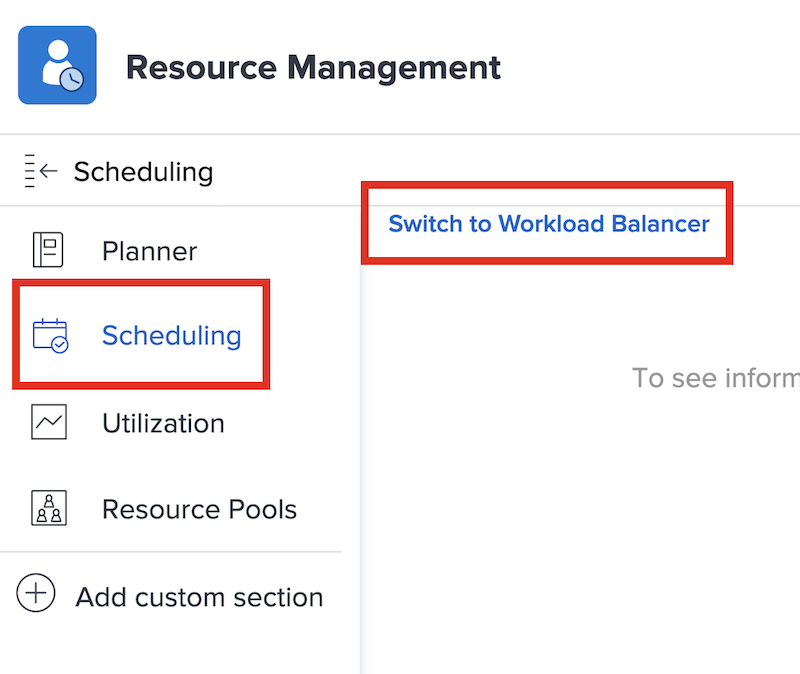 Resource Management
Scheduling
Switch to Workload Balancer
Planner
Scheduling
To see inform
Utilization
Resource Pools
Add custom section